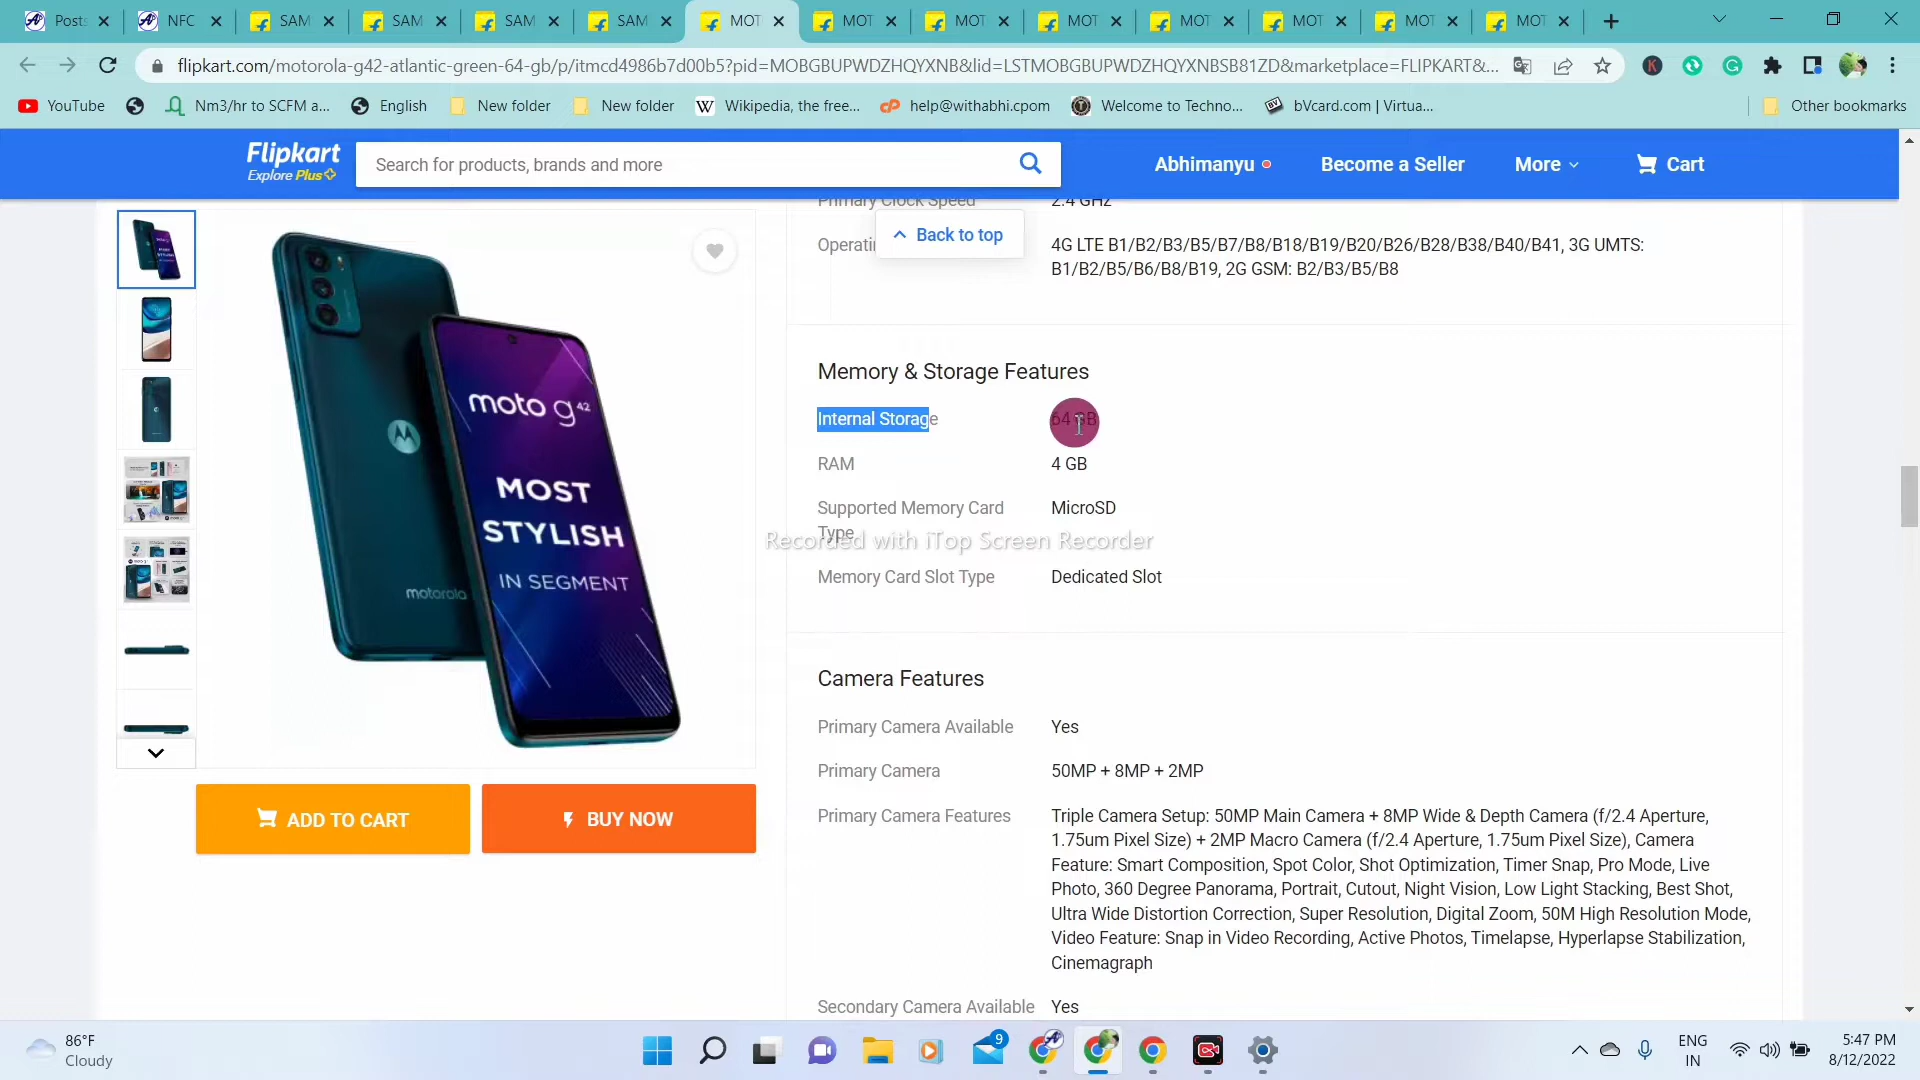 Posts
NFC
SAM
SAM
SAM
SAM
MOT
MOT
MOT
MOT
MOT
MOT
MOT
MOT
flipkart.com/motorola-g42-atlantic-green-64-gb/p/itmcd4986b7d00b5?pid=MOBGBUPWDZHQYXNB&lid=LSTMOBGBUPWDZHQYXNBSB81ZD&marketplace=FLIPKART&...
YouTube
Nm3/hr to SCFM a...
English
New folder
New folder
Wikipedia, the free...
help@withabhi.cpom
Welcome to Techno...
bVcard.com | Virtua...
Other bookmarks
Flipkart
Explore Plus
Search for products, brands and more
Abhimanyu
Become a Seller
More
Cart
Primary Clock Speed 2.4 GHz
Back to top
Operati 4G LTE B1/B2/B3/B5/B7/B8/B18/B19/B20/B26/B28/B38/B40/B41, 3G UMTS:
B1/B2/B5/B6/B8/B19, 2G GSM: B2/B3/B5/B8
Memory & Storage Features
Internal Storage 64 GB
RAM 4 GB
Supported Memory Card MicroSD
Type
Recorded with iTop Screen Recorder
Memory Card Slot Type Dedicated Slot
Camera Features
Primary Camera Available Yes
Primary Camera 50MP + 8MP + 2MP
Primary Camera Features Triple Camera Setup: 50MP Main Camera + 8MP Wide & Depth Camera (f/2.4 Aperture,
1.75um Pixel Size) + 2MP Macro Camera (f/2.4 Aperture, 1.75um Pixel Size), Camera
Feature: Smart Composition, Spot Color, Shot Optimization, Timer Snap, Pro Mode, Live
Photo, 360 Degree Panorama, Portrait, Cutout, Night Vision, Low Light Stacking, Best Shot,
Ultra Wide Distortion Correction, Super Resolution, Digital Zoom, 50M High Resolution Mode,
Video Feature: Snap in Video Recording, Active Photos, Timelapse, Hyperlapse Stabilization,
Cinemagraph
Secondary Camera Available Yes
moto g42
MOST
STYLISH
IN SEGMENT
motorola
ADD TO CART
BUY NOW
86°F
Cloudy
9
ENG
IN
5:47 PM
8/12/2022